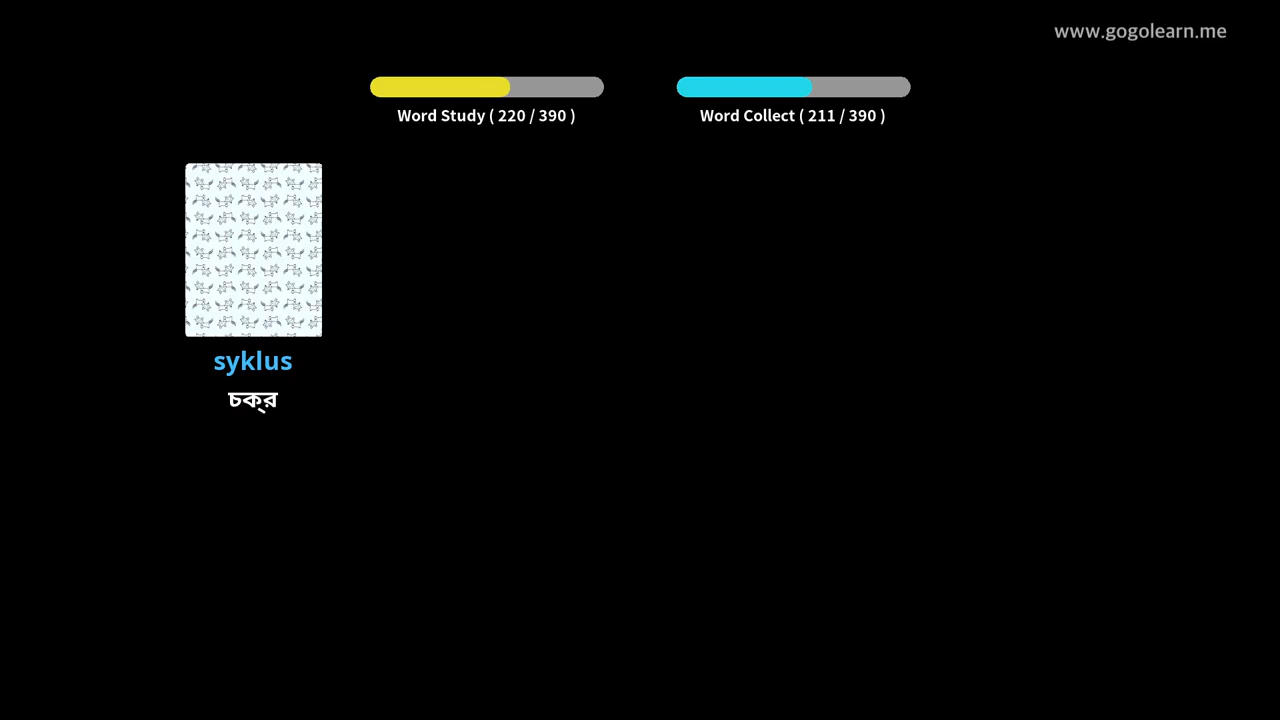 www.gogolearn.me
Word Study ( 220 / 390 )
Word Collect ( 211 / 390 )
syklus
চক্‌র